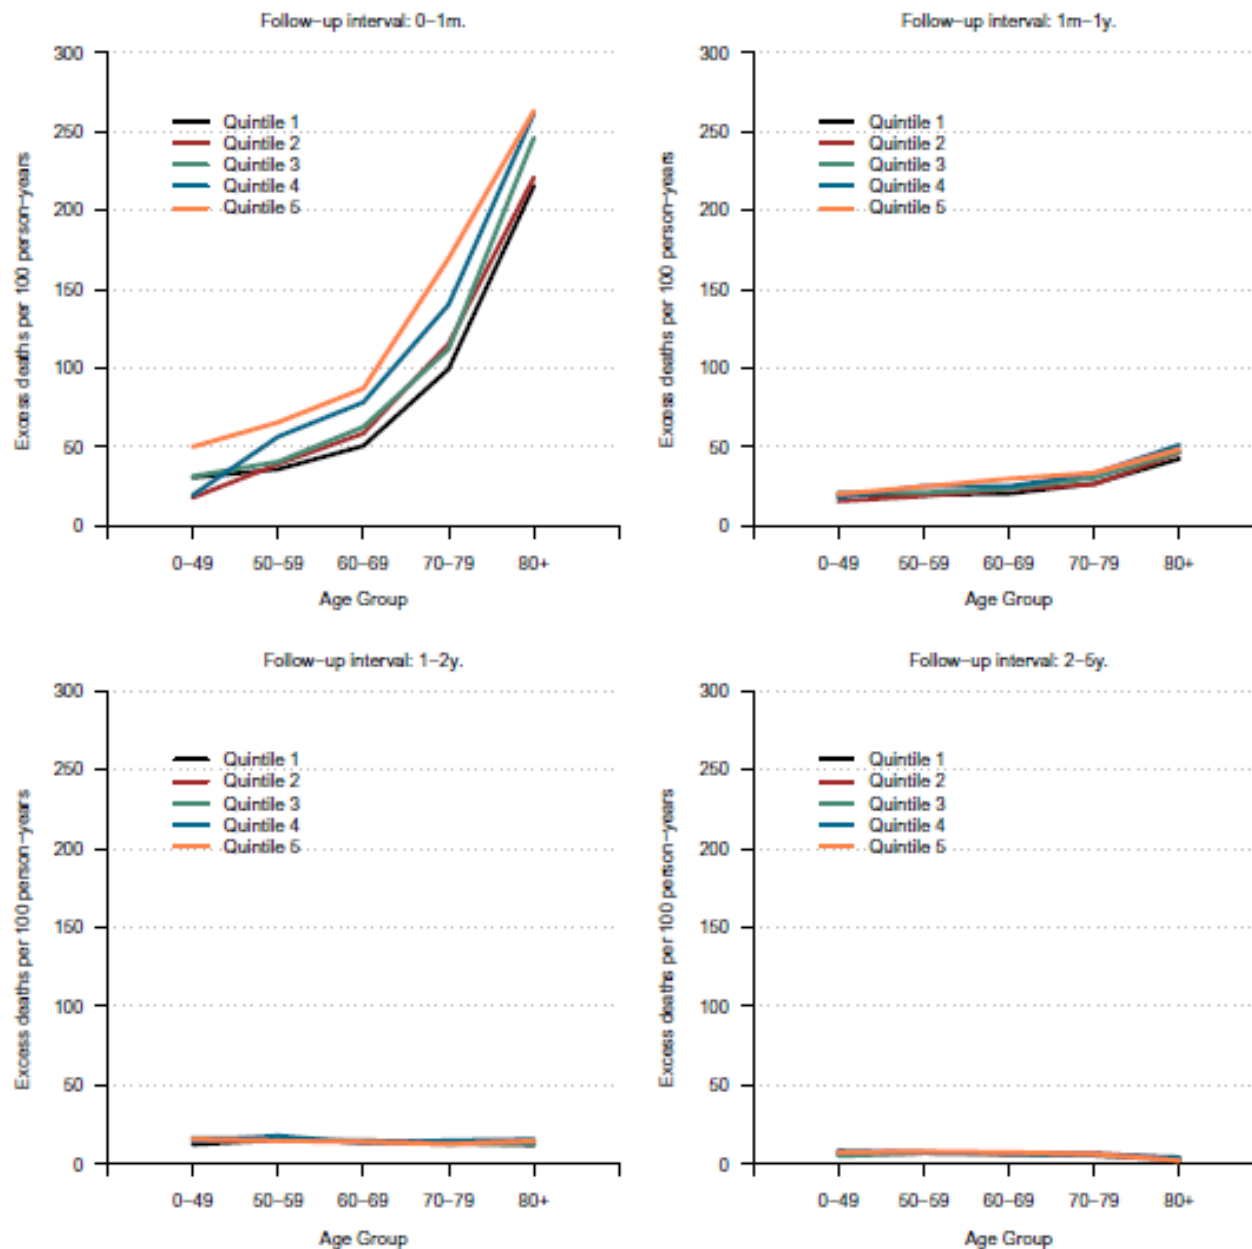 Follow-up interval: 0-1m.
Excess deaths per 100 person-years
300
250
200
150
100
50
0
Quintile 1
Quintile 2
Quintile 3
Quintile 4
Quintile 5
0-49 50-59 60-69 70-79 80+
Age Group
Follow-up interval: 1m-1y.
Excess deaths per 100 person-years
300
250
200
150
100
50
0
Quintile 1
Quintile 2
Quintile 3
Quintile 4
Quintile 5
0-49 50-59 60-69 70-79 80+
Age Group
Follow-up interval: 1-2y.
Excess deaths per 100 person-years
300
250
200
150
100
50
0
Quintile 1
Quintile 2
Quintile 3
Quintile 4
Quintile 5
0-49 50-59 60-69 70-79 80+
Age Group
Follow-up interval: 2-5y.
Excess deaths per 100 person-years
300
250
200
150
100
50
0
Quintile 1
Quintile 2
Quintile 3
Quintile 4
Quintile 5
0-49 50-59 60-69 70-79 80+
Age Group